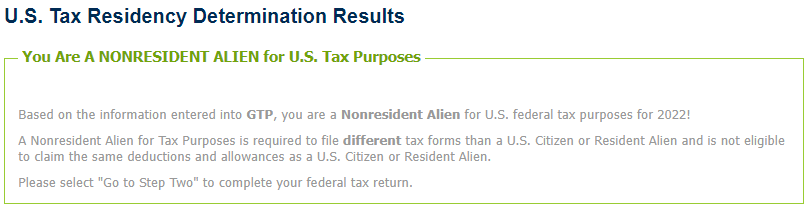 U.S. Tax Residency Determination Results
You Are A NONRESIDENT ALIEN for U.S. Tax Purposes
Based on the information entered into GTP, you are a Nonresident Alien for U.S. federal tax purposes for 2022!
A Nonresident Alien for Tax Purposes is required to file different tax forms than a U.S. Citizen or Resident Alien and is not eligible
to claim the same deductions and allowances as a U.S. Citizen or Resident Alien.
Please select "Go to Step Two" to complete your federal tax return.